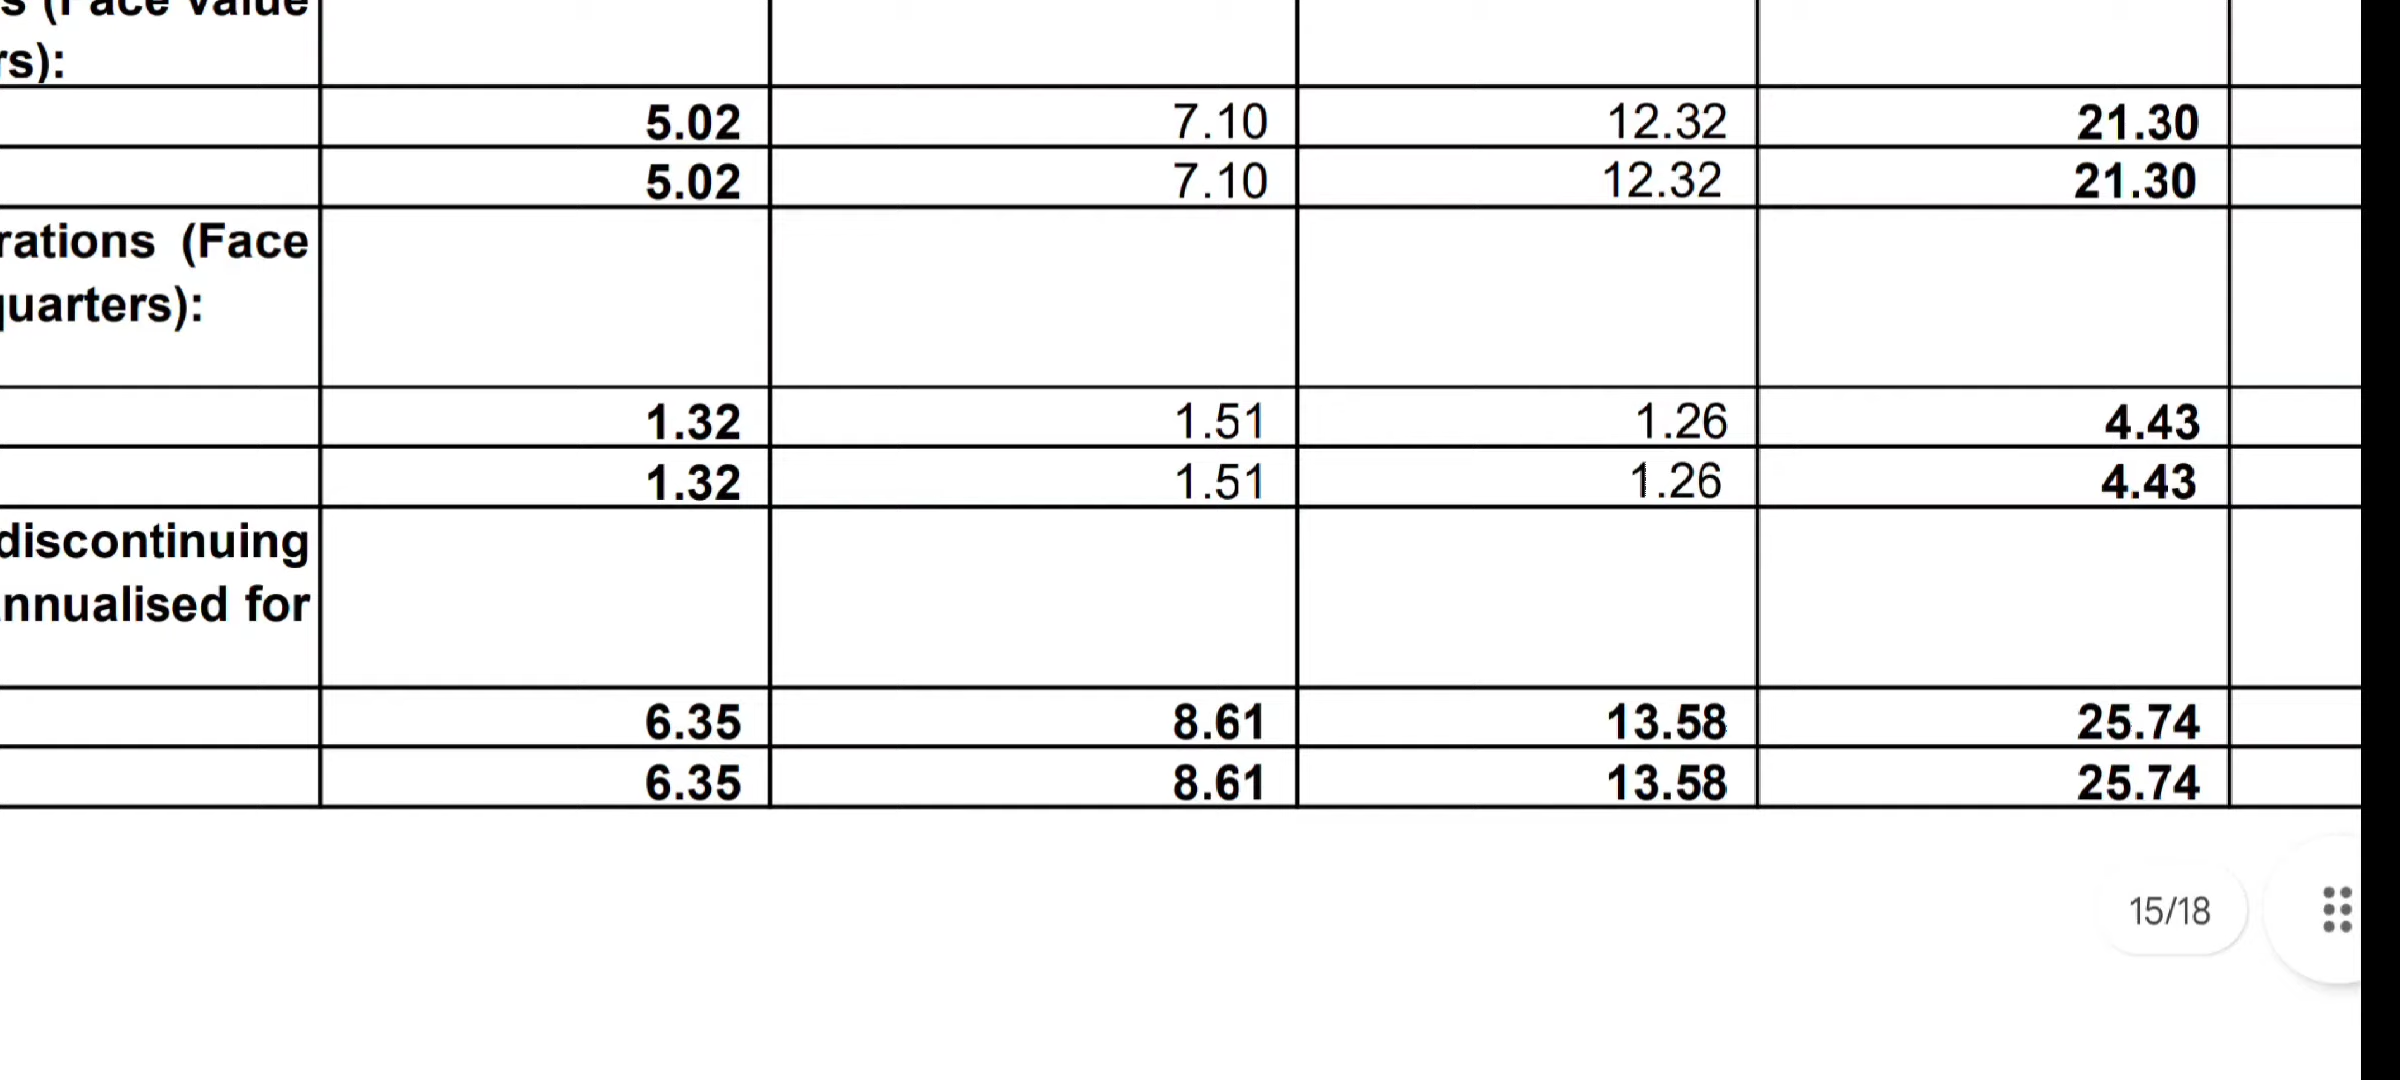 s (Face value
rs):
5.02 7.10 12.32 21.30
5.02 7.10 12.32 21.30
rations (Face
quarters):
1.32 1.51 1.26 4.43
1.32 1.51 1.26 4.43
discontinuing
nnualised for
6.35 8.61 13.58 25.74
6.35 8.61 13.58 25.74
15/18